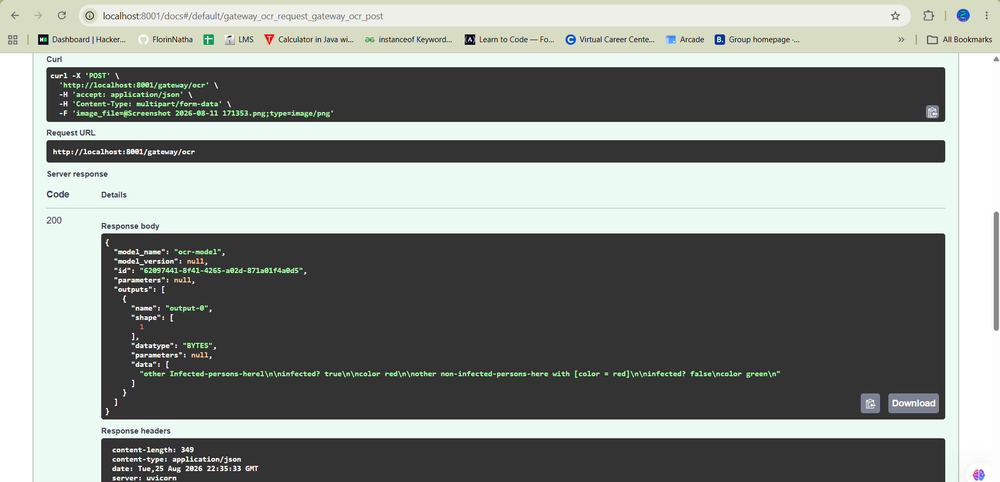 localhost:8001/docs#/default/gateway_ocr_request_gateway_ocr_post
Dashboard | Hacker... FlorinNatha LMS Calculator in Java wi... instanceof Keyword... Learn to Code — Fo... Virtual Career Cente... Arcade Group homepage ·... » All Bookmarks
Curl
curl -X 'POST' \
'http://localhost:8001/gateway/ocr' \
-H 'accept: application/json' \
-H 'Content-Type: multipart/form-data' \
-F 'image_file=@Screenshot 2026-08-11 171353.png;type=image/png'
Request URL
http://localhost:8001/gateway/ocr
Server response
Code Details
200
Response body
{
"model_name": "ocr-model",
"model_version": null,
"id": "62097441-8f41-4265-a02d-871a01f4a0d5",
"parameters": null,
"outputs": [
{
"name": "output-0",
"shape": [
1
],
"datatype": "BYTES",
"parameters": null,
"data": [
"other Infected-persons-herel\n\ninfected? true\n\ncolor red\n\nother non-infected-persons-here with [color = red]\n\ninfected? false\ncolor green\n"
]
}
]
}
Download
Response headers
content-length: 349
content-type: application/json
date: Tue,25 Aug 2026 22:35:33 GMT
server: uvicorn